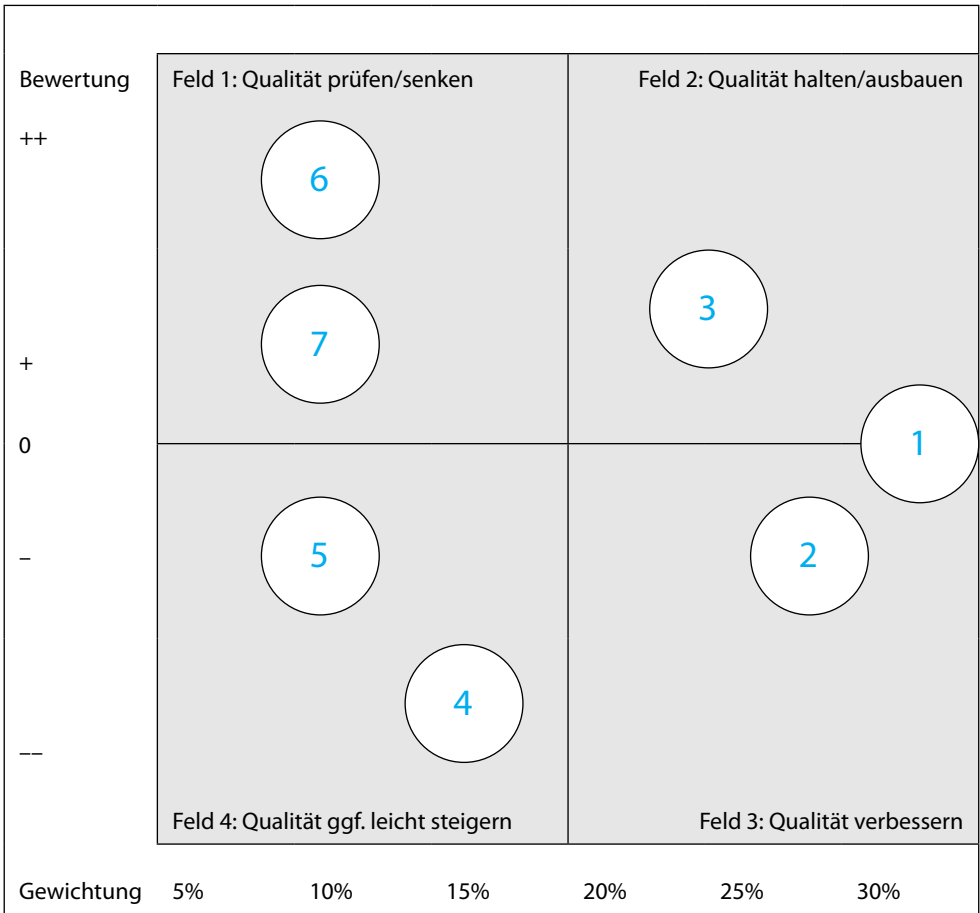 Bewertung
Feld 1: Qualität prüfen/senken
Feld 2: Qualität halten/ausbauen
++
6
3
7
+
0
1
–
5
2
4
––
Feld 4: Qualität ggf. leicht steigern
Feld 3: Qualität verbessern
Gewichtung 5% 10% 15% 20% 25% 30%